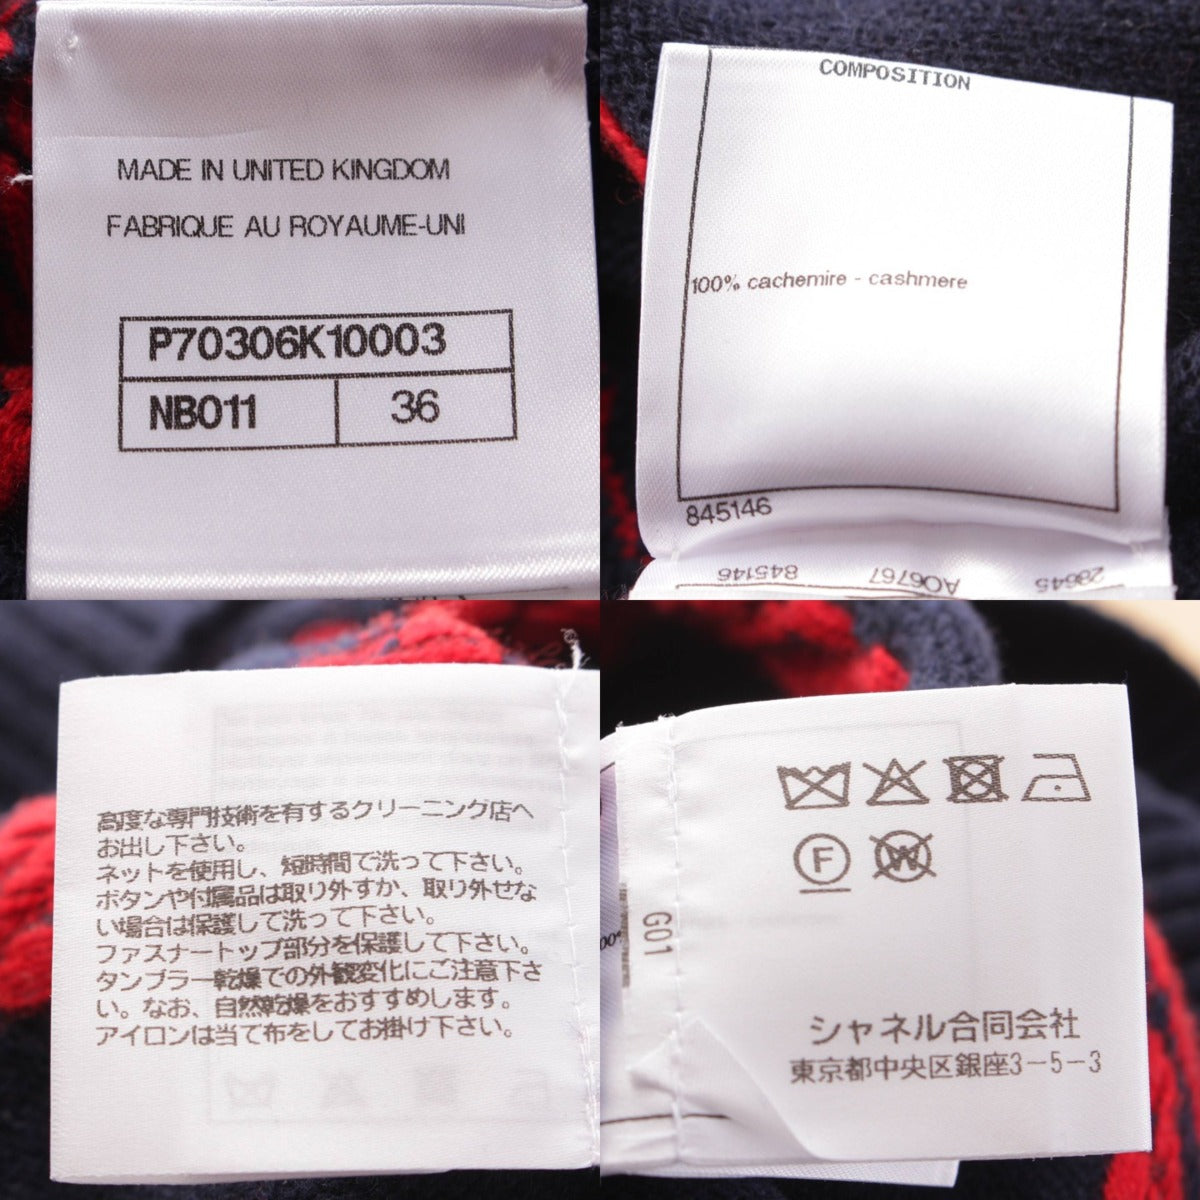 MADE IN UNITED KINGDOM
FABRIQUE AU ROYAUME-UNI
P70306K10003
NB011 36
COMPOSITION
100% cachemire - cashmere
845146
845146 A06767 28645
高度な専門技術を有するクリーニング店へ
お出し下さい。
ネットを使用し、短時間で洗って下さい。
ボタンや付属品は取り外すか、取り外せな
い場合は保護して洗って下さい。
ファスナートップ部分を保護して下さい。
タンブラー乾燥での外観変化にご注意下さ
い。なお、自然乾燥をおすすめします。
アイロンは当て布をしてお掛け下さい。
F W
G01
シャネル合同会社
東京都中央区銀座3-5-3